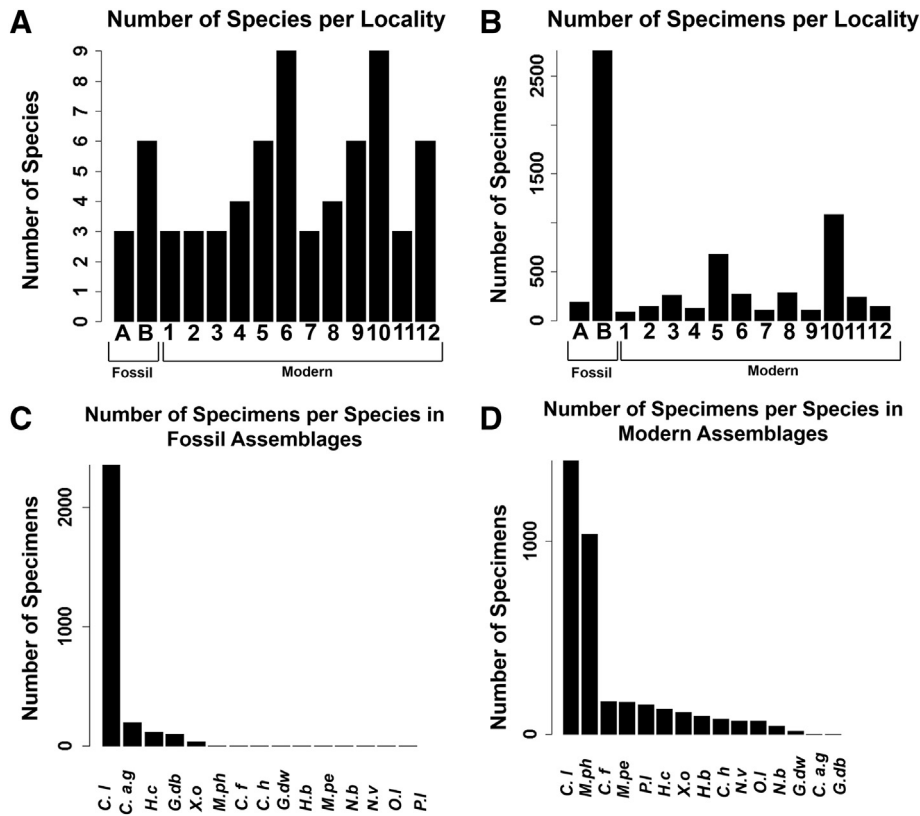 A
Number of Species per Locality
Number of Species
9
8
7
6
5
4
3
2
1
0
A B 1 2 3 4 5 6 7 8 9 10 11 12
Fossil Modern
B
Number of Specimens per Locality
Number of Specimens
2500
1500
500
0
A B 1 2 3 4 5 6 7 8 9 10 11 12
Fossil Modern
C
Number of Specimens per Species in
Fossil Assemblages
Number of Specimens
2000
1000
0
C. l C. a.g H.c G.db X.o M.ph C. f C. h G.dw H.b M.pe N.b N.v O.l P.l
D
Number of Specimens per Species in
Modern Assemblages
Number of Specimens
1000
0
C. l M.ph C. f M.pe P.l H.c X.o H.b C. h N.v O.l N.b G.dw C. a.g G.db